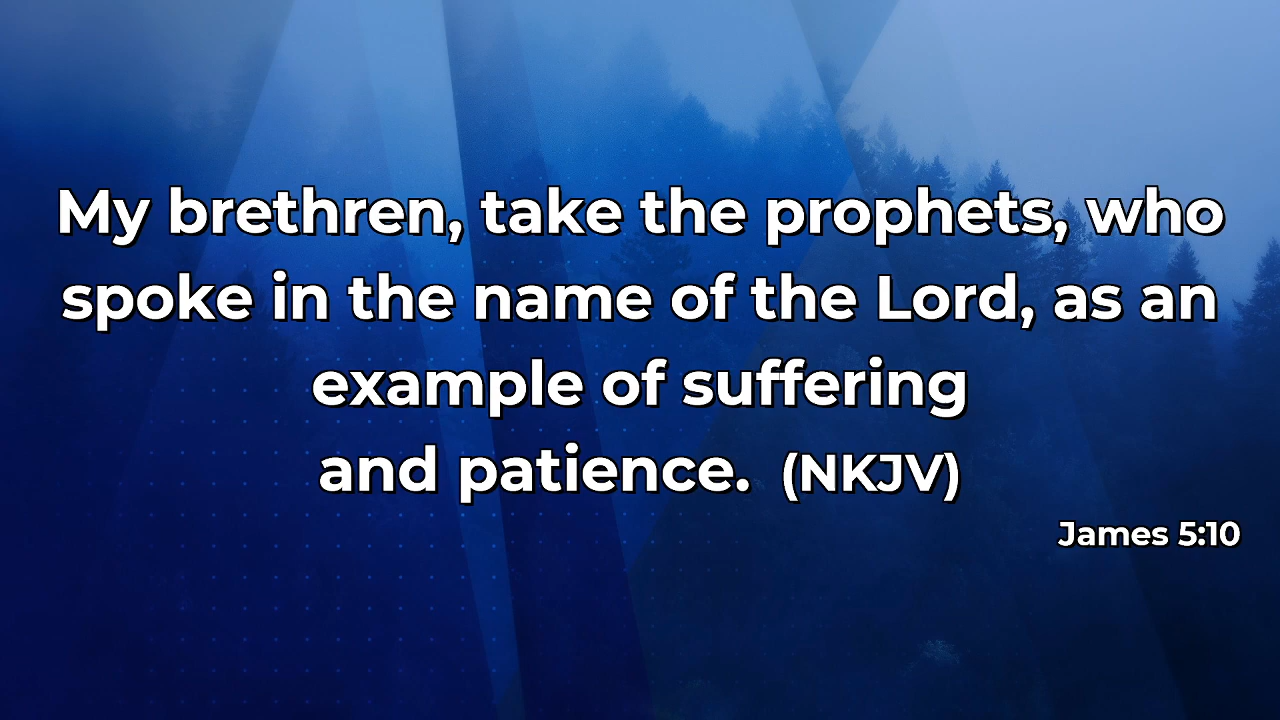 My brethren, take the prophets, who
spoke in the name of the Lord, as an
example of suffering
and patience. (NKJV)
James 5:10